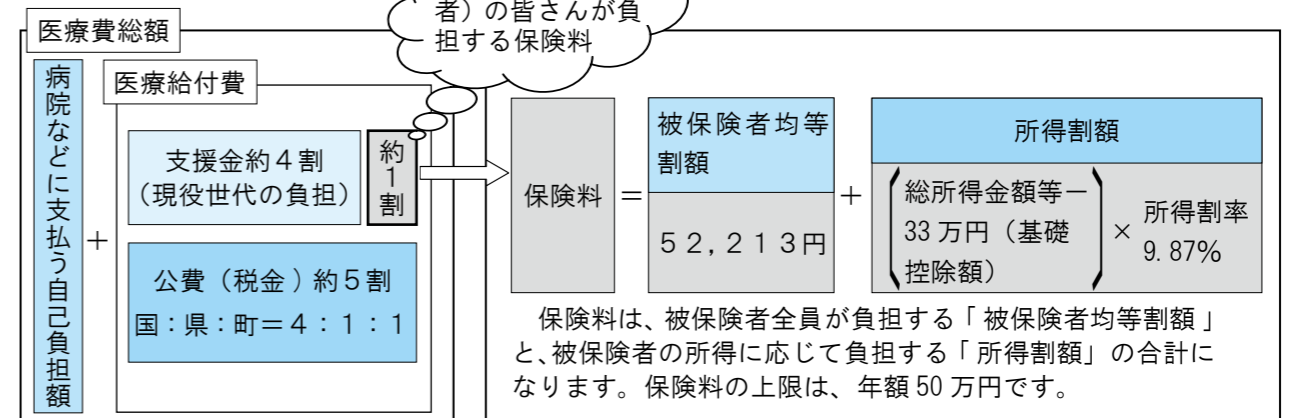 者）の皆さんが負
担する保険料
医療費総額
病院などに支払う自己負担額
＋
医療給付費
支援金約４割
（現役世代の負担）
約１割
公費（税金）約５割
国：県：町＝４：１：１
保険料
＝
被保険者均等
割額
５２,２１３円
＋
所得割額
（総所得金額等－
33万円（基礎
控除額））
×
所得割率
9.87%
保険料は、被保険者全員が負担する「被保険者均等割額」
と、被保険者の所得に応じて負担する「所得割額」の合計に
なります。保険料の上限は、年額50万円です。